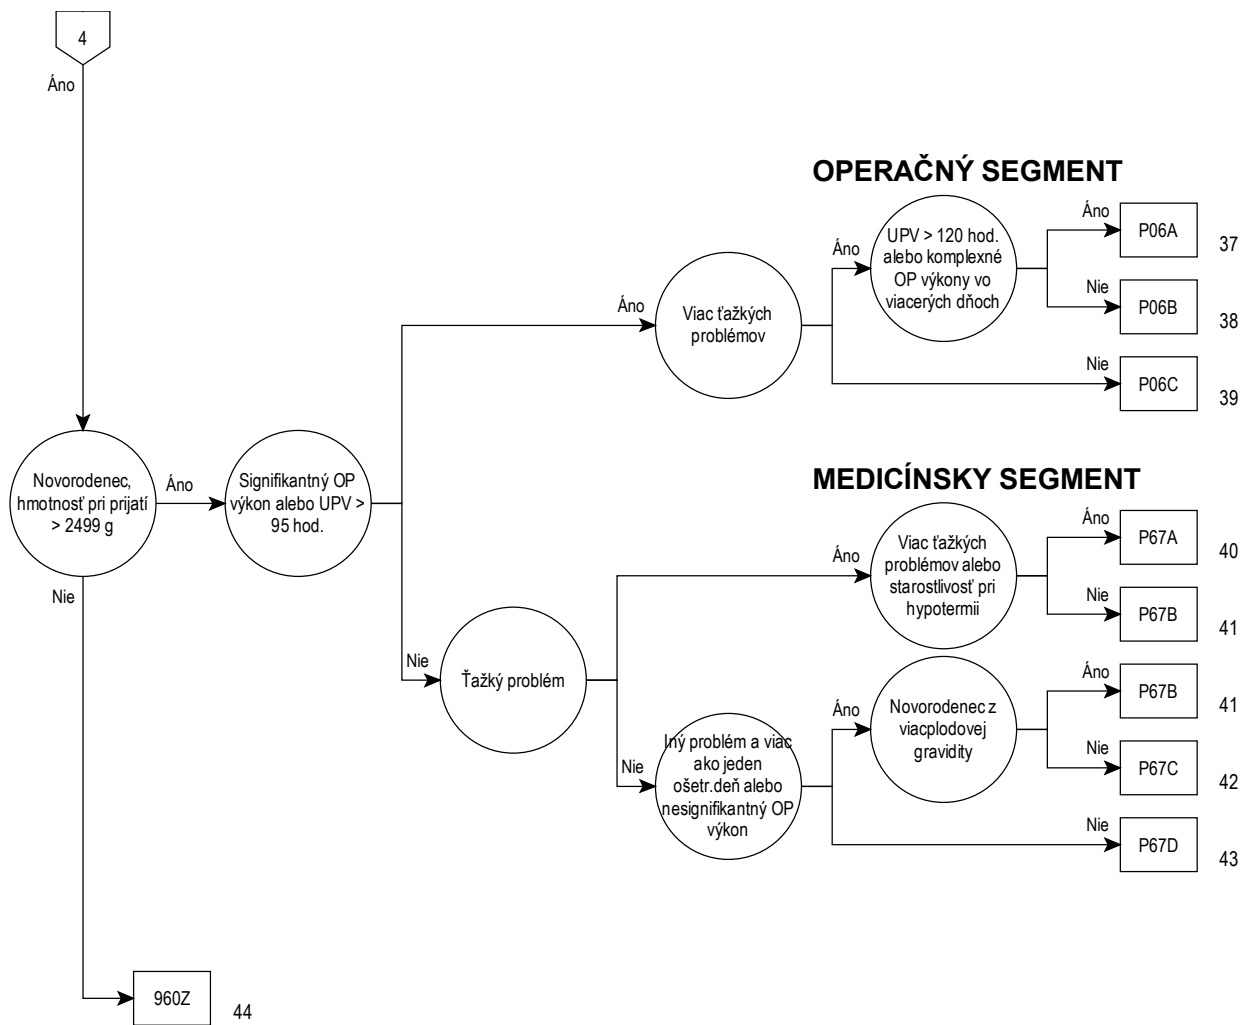 4
Áno
OPERAČNÝ SEGMENT
UPV > 120 hod.
alebo komplexné
OP výkony vo
viacerých dňoch
Áno
P06A
37
Áno
Nie
P06B
38
Áno
Viac ťažkých
problémov
Nie
P06C
39
Novorodenec,
hmotnosť pri prijatí
> 2499 g
Áno
Signifikantný OP
výkon alebo UPV >
95 hod.
MEDICÍNSKY SEGMENT
Áno
Viac ťažkých
problémov alebo
starostlivosť pri
hypotermii
Áno
P67A
40
Nie
P67B
41
Nie
Nie
Ťažký problém
Áno
Novorodenec z
viacplodovej
gravidity
Áno
P67B
41
Nie
P67C
42
Nie
Iný problém a viac
ako jeden
ošetr.deň alebo
nesignifikantný OP
výkon
Nie
P67D
43
960Z
44